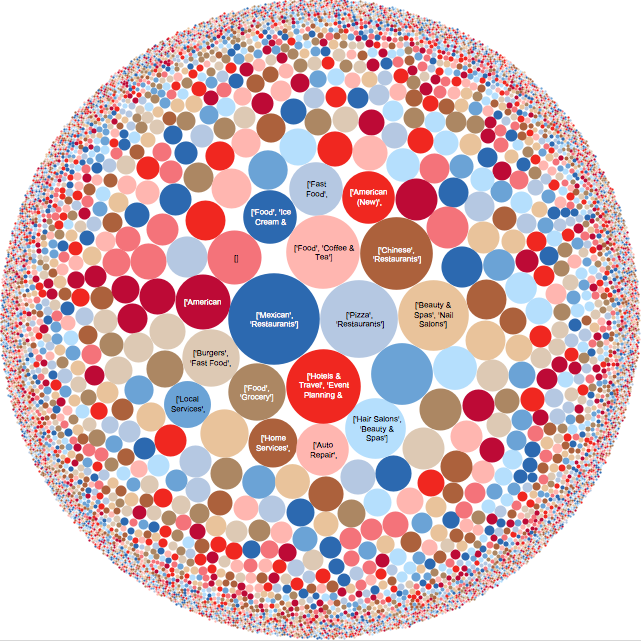 ['Fast
Food',
['American
(New)',
['Food', 'Ice
Cream &
['Food', 'Coffee &
Tea']
['Chinese',
'Restaurants']
[]
['American
['Mexican',
'Restaurants']
['Pizza',
'Restaurants']
['Beauty &
Spas', 'Nail
Salons']
['Burgers',
'Fast Food',
['Hotels &
Travel', 'Event
Planning &
['Food',
'Grocery']
['Local
Services',
['Hair Salons',
'Beauty &
Spas']
['Home
Services',
['Auto
Repair',